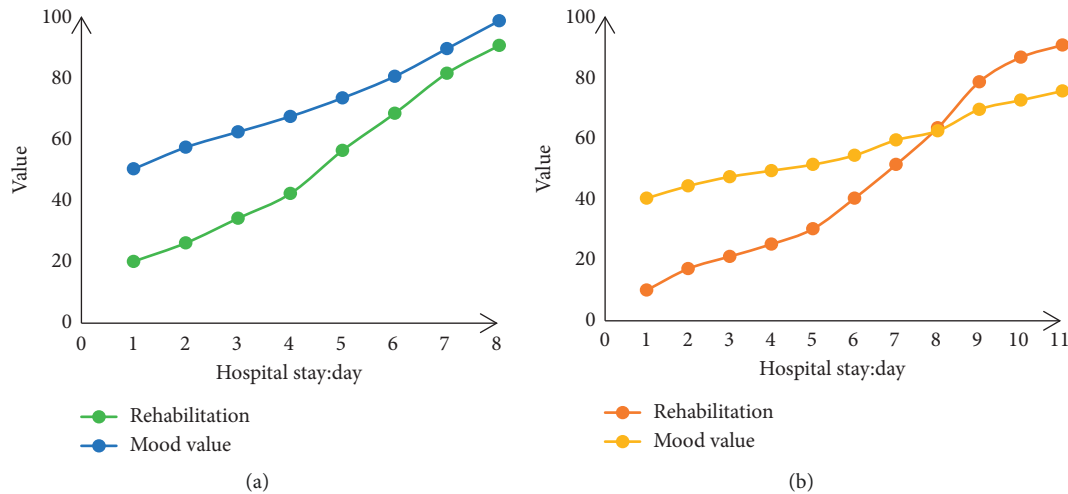 100
80
60
40
20
0
Value
0 1 2 3 4 5 6 7 8
Hospital stay:day
Rehabilitation
Mood value
(a)
100
80
60
40
20
0
Value
0 1 2 3 4 5 6 7 8 9 10 11
Hospital stay:day
Rehabilitation
Mood value
(b)